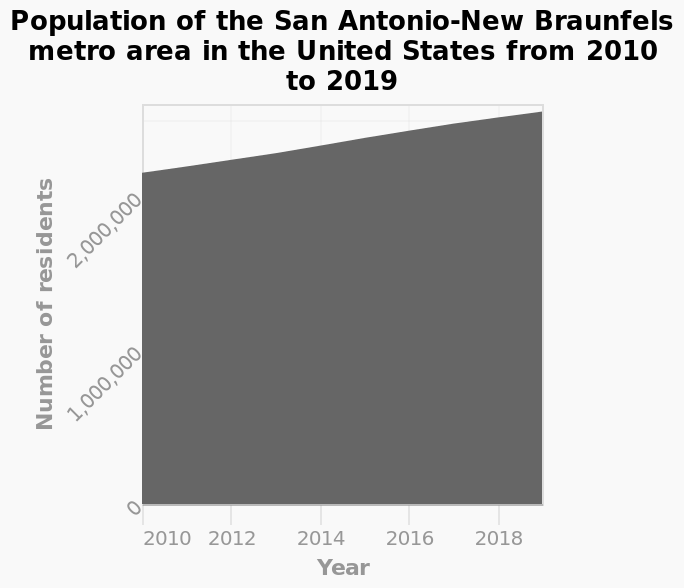 Population of the San Antonio-New Braunfels
metro area in the United States from 2010
to 2019
Number of residents
2,000,000
1,000,000
0
2010 2012 2014 2016 2018
Year